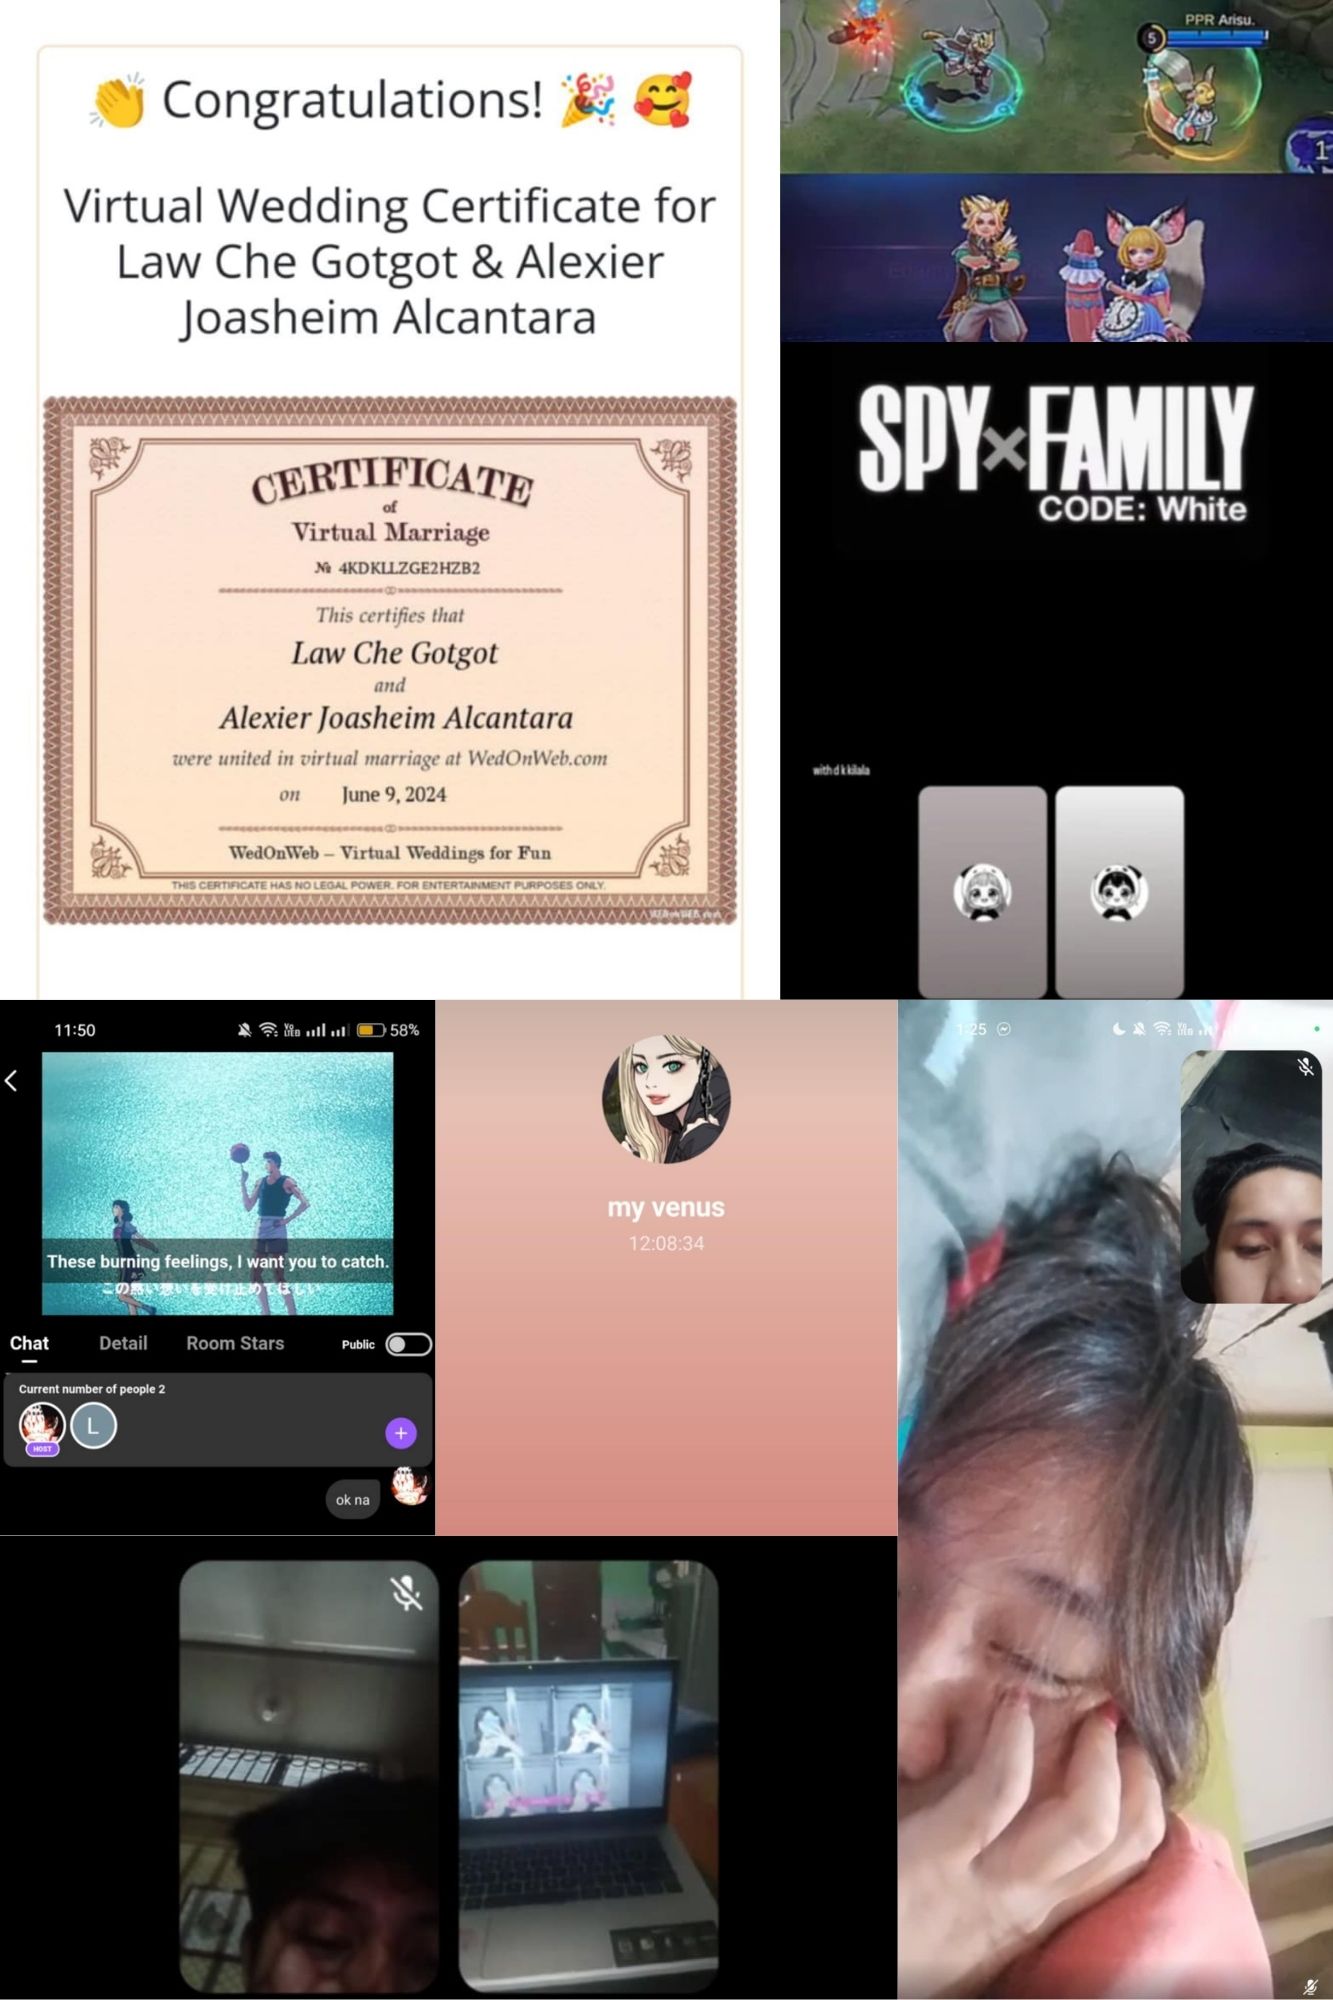 👏 Congratulations! 🎉 🥰
Virtual Wedding Certificate for
Law Che Gotgot & Alexier
Joasheim Alcantara
CERTIFICATE
of
Virtual Marriage
№ 4KDKLLZGE2HZB2
This certifies that
Law Che Gotgot
and
Alexier Joasheim Alcantara
were united in virtual marriage at WedOnWeb.com
on June 9, 2024
WedOnWeb – Virtual Weddings for Fun
THIS CERTIFICATE HAS NO LEGAL POWER. FOR ENTERTAINMENT PURPOSES ONLY.
WEDonWEB.com
PPR Arisu.
5
1
SPY×FAMILY
CODE: White
with d k kilala
11:50
58%
These burning feelings, I want you to catch.
この熱い想いを受け止めてほしい
Chat Detail Room Stars Public
Current number of people 2
L
HOST
ok na
my venus
12:08:34
1:25